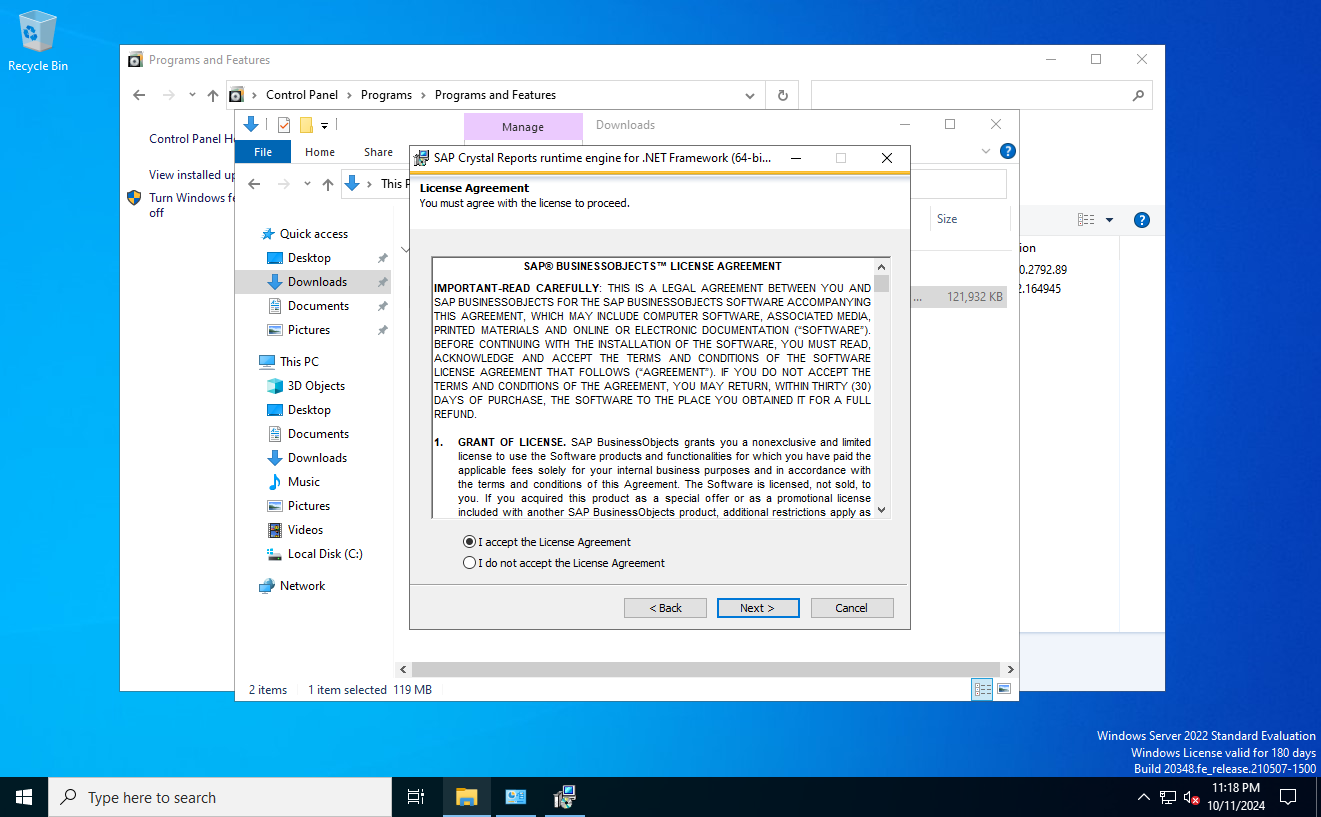 Recycle Bin
Programs and Features
Control Panel > Programs > Programs and Features
Control Panel H
View installed up
Turn Windows fe
off
ion
0.2792.89
2.164945
Manage
Downloads
File
Home
Share
This P
Size
Quick access
Desktop
Downloads
Documents
Pictures
This PC
3D Objects
Desktop
Documents
Downloads
Music
Pictures
Videos
Local Disk (C:)
Network
... 121,932 KB
2 items 1 item selected 119 MB
SAP Crystal Reports runtime engine for .NET Framework (64-bi...
License Agreement
You must agree with the license to proceed.
SAP® BUSINESSOBJECTS™ LICENSE AGREEMENT
IMPORTANT-READ CAREFULLY: THIS IS A LEGAL AGREEMENT BETWEEN YOU AND
SAP BUSINESSOBJECTS FOR THE SAP BUSINESSOBJECTS SOFTWARE ACCOMPANYING
THIS AGREEMENT, WHICH MAY INCLUDE COMPUTER SOFTWARE, ASSOCIATED MEDIA,
PRINTED MATERIALS AND ONLINE OR ELECTRONIC DOCUMENTATION (“SOFTWARE”).
BEFORE CONTINUING WITH THE INSTALLATION OF THE SOFTWARE, YOU MUST READ,
ACKNOWLEDGE AND ACCEPT THE TERMS AND CONDITIONS OF THE SOFTWARE
LICENSE AGREEMENT THAT FOLLOWS (“AGREEMENT”). IF YOU DO NOT ACCEPT THE
TERMS AND CONDITIONS OF THE AGREEMENT, YOU MAY RETURN, WITHIN THIRTY (30)
DAYS OF PURCHASE, THE SOFTWARE TO THE PLACE YOU OBTAINED IT FOR A FULL
REFUND.
1. GRANT OF LICENSE. SAP BusinessObjects grants you a nonexclusive and limited
license to use the Software products and functionalities for which you have paid the
applicable fees solely for your internal business purposes and in accordance with
the terms and conditions of this Agreement. The Software is licensed, not sold, to
you. If you acquired this product as a special offer or as a promotional license
included with another SAP BusinessObjects product, additional restrictions apply as
I accept the License Agreement
I do not accept the License Agreement
< Back
Next >
Cancel
Windows Server 2022 Standard Evaluation
Windows License valid for 180 days
Build 20348.fe_release.210507-1500
Type here to search
11:18 PM
10/11/2024